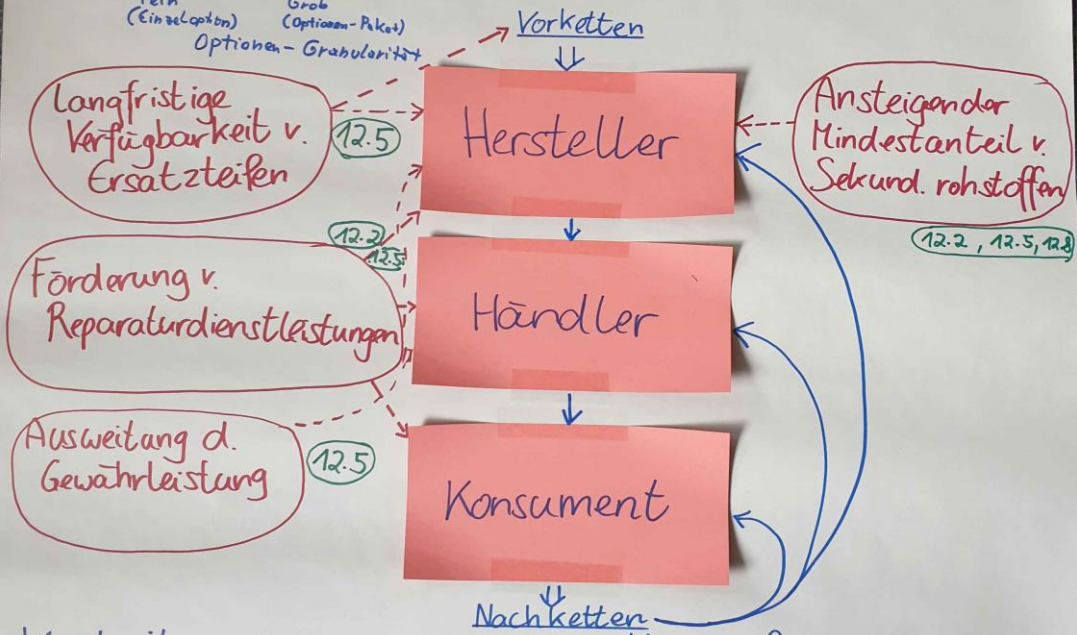 Grob
(Einzeloption) (Optionen-Paket)
Optionen-Granularität
Vorketten
Langfristige
Verfügbarkeit v.
Ersatzteilen
12.5
Hersteller
Ansteigender
Mindestanteil v.
Sekund. rohstoffen
12.2, 12.5, 12.8
12.2
12.5
Förderung v.
Reparaturdienstleistungen
Händler
Ausweitung d.
Gewährleistung
12.5
Konsument
Nachketten